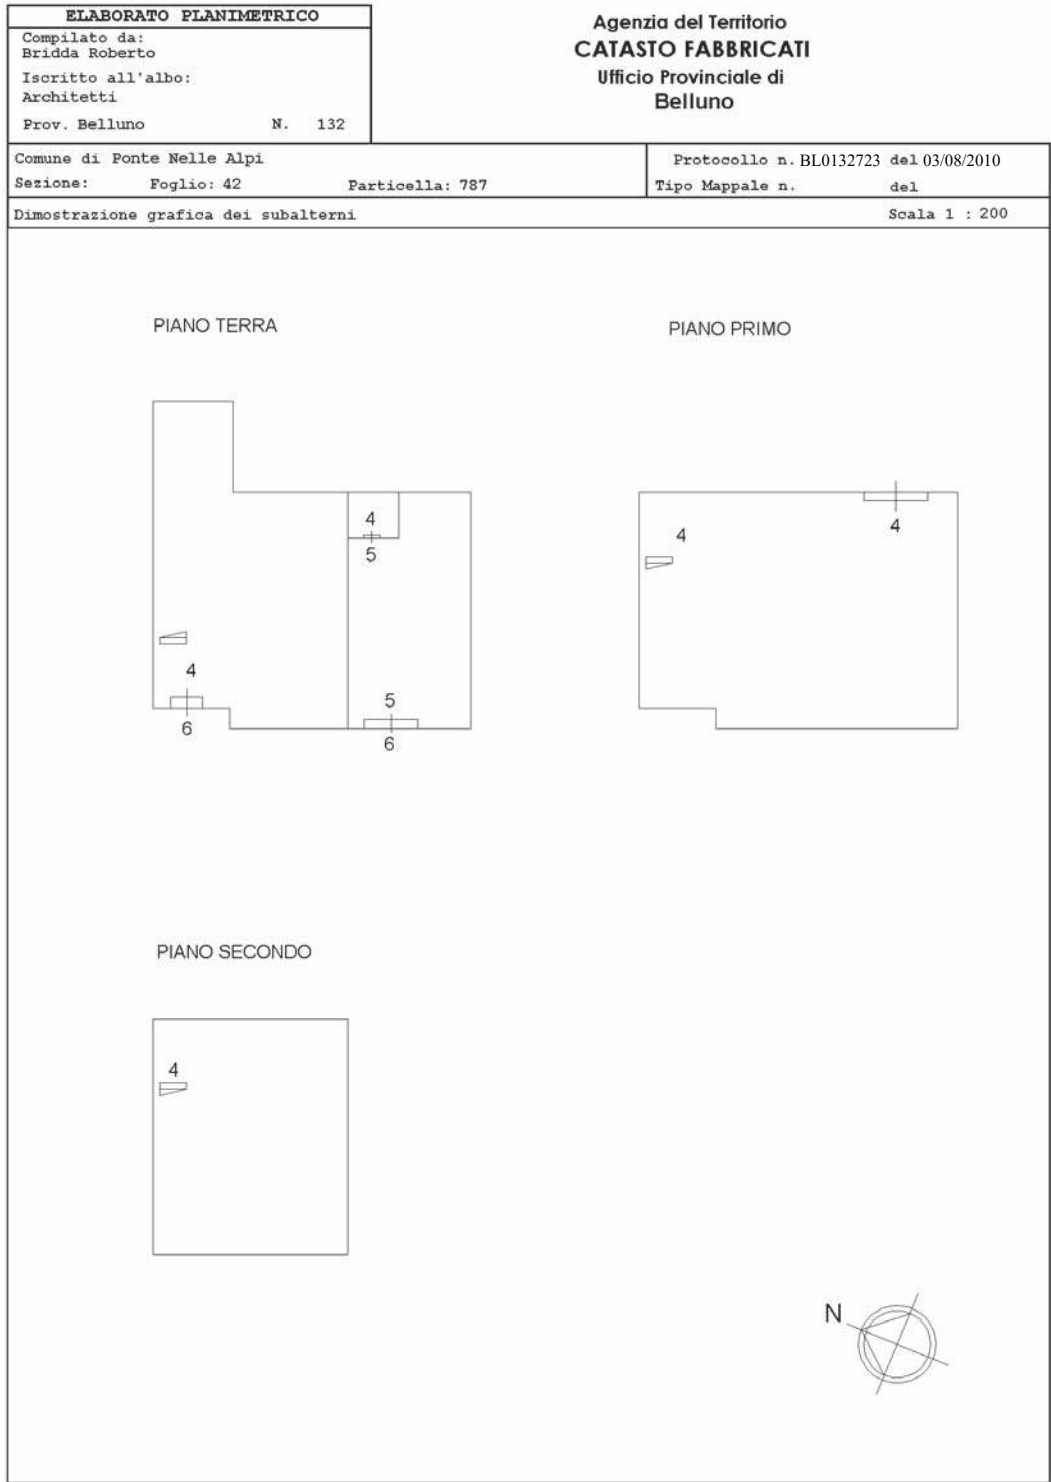 ELABORATO PLANIMETRICO
Compilato da:
Bridda Roberto
Iscritto all'albo:
Architetti
Prov. Belluno N. 132
Agenzia del Territorio
CATASTO FABBRICATI
Ufficio Provinciale di
Belluno
Comune di Ponte Nelle Alpi
Sezione: Foglio: 42 Particella: 787
Protocollo n. BL0132723 del 03/08/2010
Tipo Mappale n. del
Dimostrazione grafica dei subalterni Scala 1 : 200
PIANO TERRA
4
5
4
6
5
6
PIANO PRIMO
4
4
PIANO SECONDO
4
N